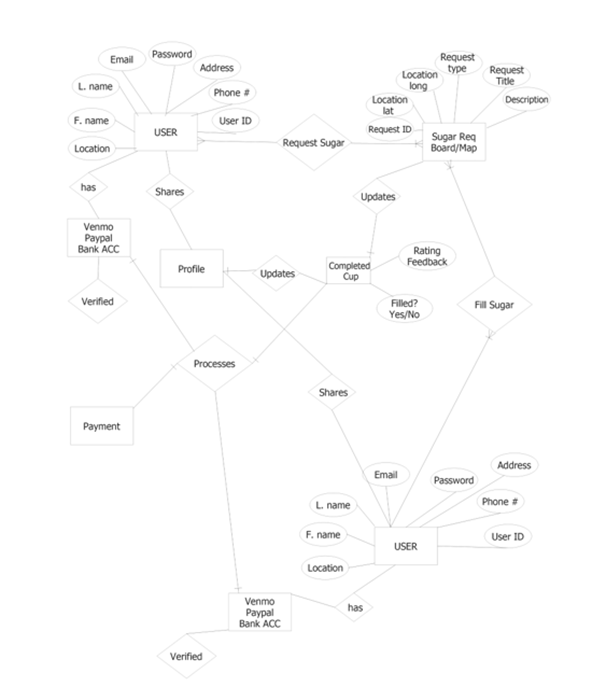 Email
Password
Address
L. name
Phone #
F. name
USER
User ID
Location
Request Sugar
Request
type
Location
long
Request
Title
Location
lat
Description
Request ID
Sugar Req
Board/Map
has
Shares
Updates
Venmo
Paypal
Bank ACC
Profile
Updates
Completed
Cup
Rating
Feedback
Verified
Filled?
Yes/No
Fill Sugar
Processes
Shares
Payment
Email
Password
Address
L. name
Phone #
F. name
USER
User ID
Location
Venmo
Paypal
Bank ACC
has
Verified